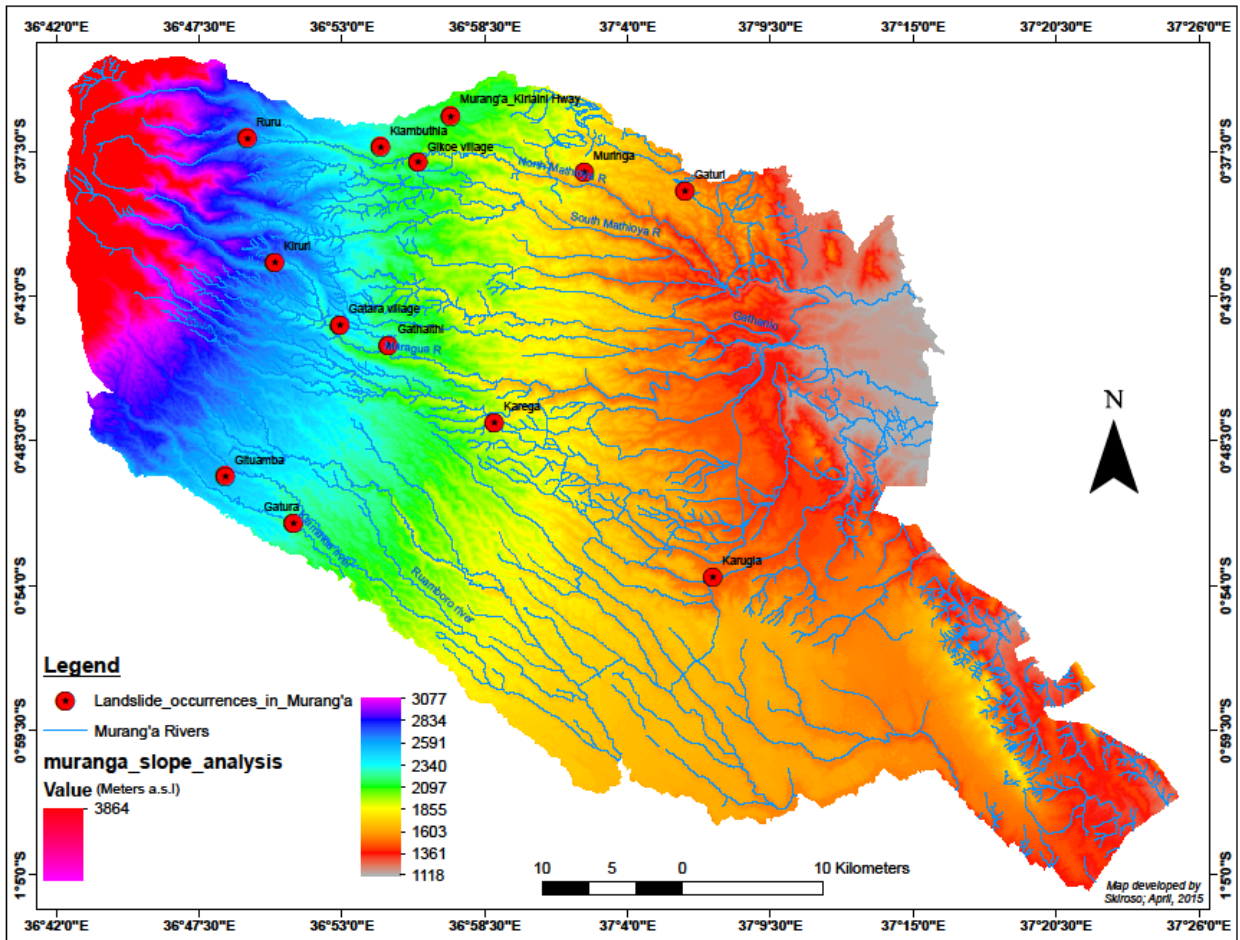 36°42'0"E 36°47'30"E 36°53'0"E 36°58'30"E 37°4'0"E 37°9'30"E 37°15'0"E 37°20'30"E 37°26'0"E
0°37'30"S
0°43'0"S
0°48'30"S
0°54'0"S
0°59'30"S
1°5'0"S
0°37'30"S
0°43'0"S
0°48'30"S
0°54'0"S
0°59'30"S
1°5'0"S
Murang'a_Kiriaini Hway
Ruru
Kiambuthia
Gikoe village
Muringa
North Mathioya R
Gaturi
South Mathioya R
Kiruri
Gatara village
Gathaithi
Maragua R
Gathanio
Karega
Gituamba
Gatura
Ruamboro river
Karugia
N
Legend
Landslide_occurrences_in_Murang'a
Murang'a Rivers
muranga_slope_analysis
Value (Meters a.s.l)
3864
3077
2834
2591
2340
2097
1855
1603
1361
1118
10 5 0 10 Kilometers
Map developed by
Skiroso; April, 2015
36°42'0"E 36°47'30"E 36°53'0"E 36°58'30"E 37°4'0"E 37°9'30"E 37°15'0"E 37°20'30"E 37°26'0"E